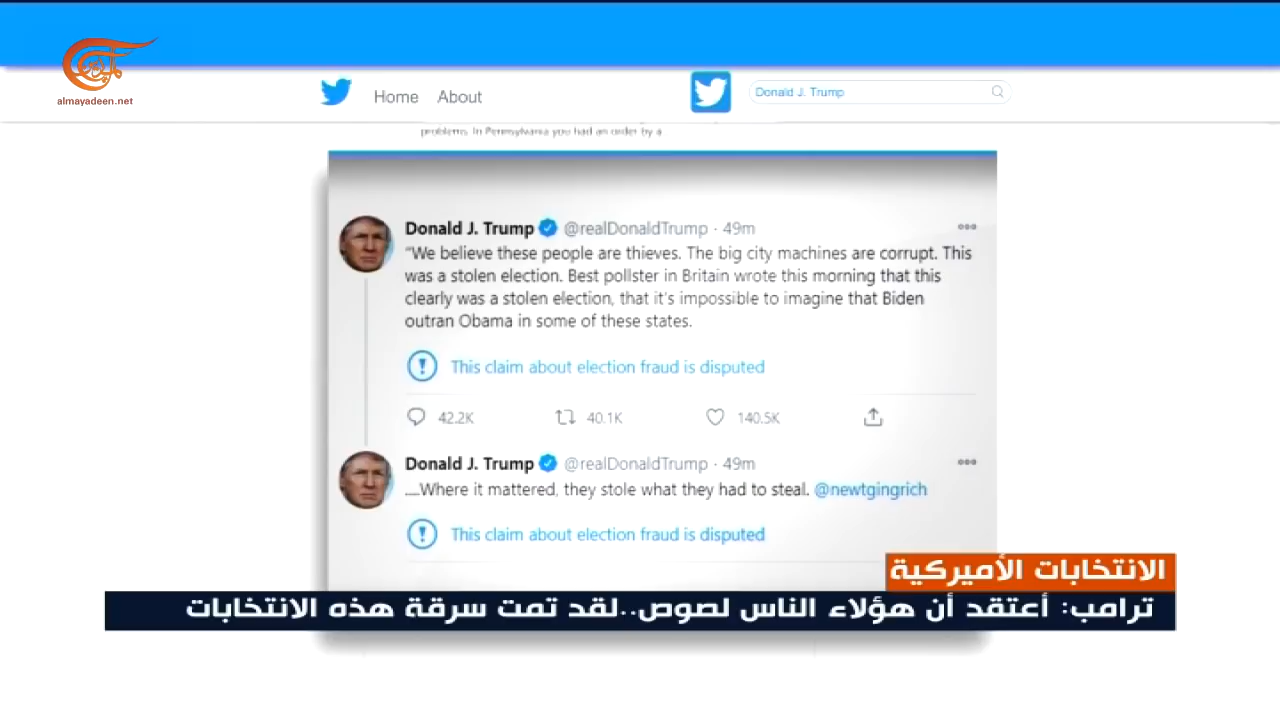 الميادين
almayadeen.net
Home About
Donald J. Trump
problems. In Pennsylvania you had an order by a
Donald J. Trump @realDonaldTrump · 49m
"We believe these people are thieves. The big city machines are corrupt. This
was a stolen election. Best pollster in Britain wrote this morning that this
clearly was a stolen election, that it's impossible to imagine that Biden
outran Obama in some of these states.
This claim about election fraud is disputed
42.2K 40.1K 140.5K
Donald J. Trump @realDonaldTrump · 49m
....Where it mattered, they stole what they had to steal. @newtgingrich
This claim about election fraud is disputed
الانتخابات الأميركية
ترامب: أعتقد أن هؤلاء الناس لصوص..لقد تمت سرقة هذه الانتخابات